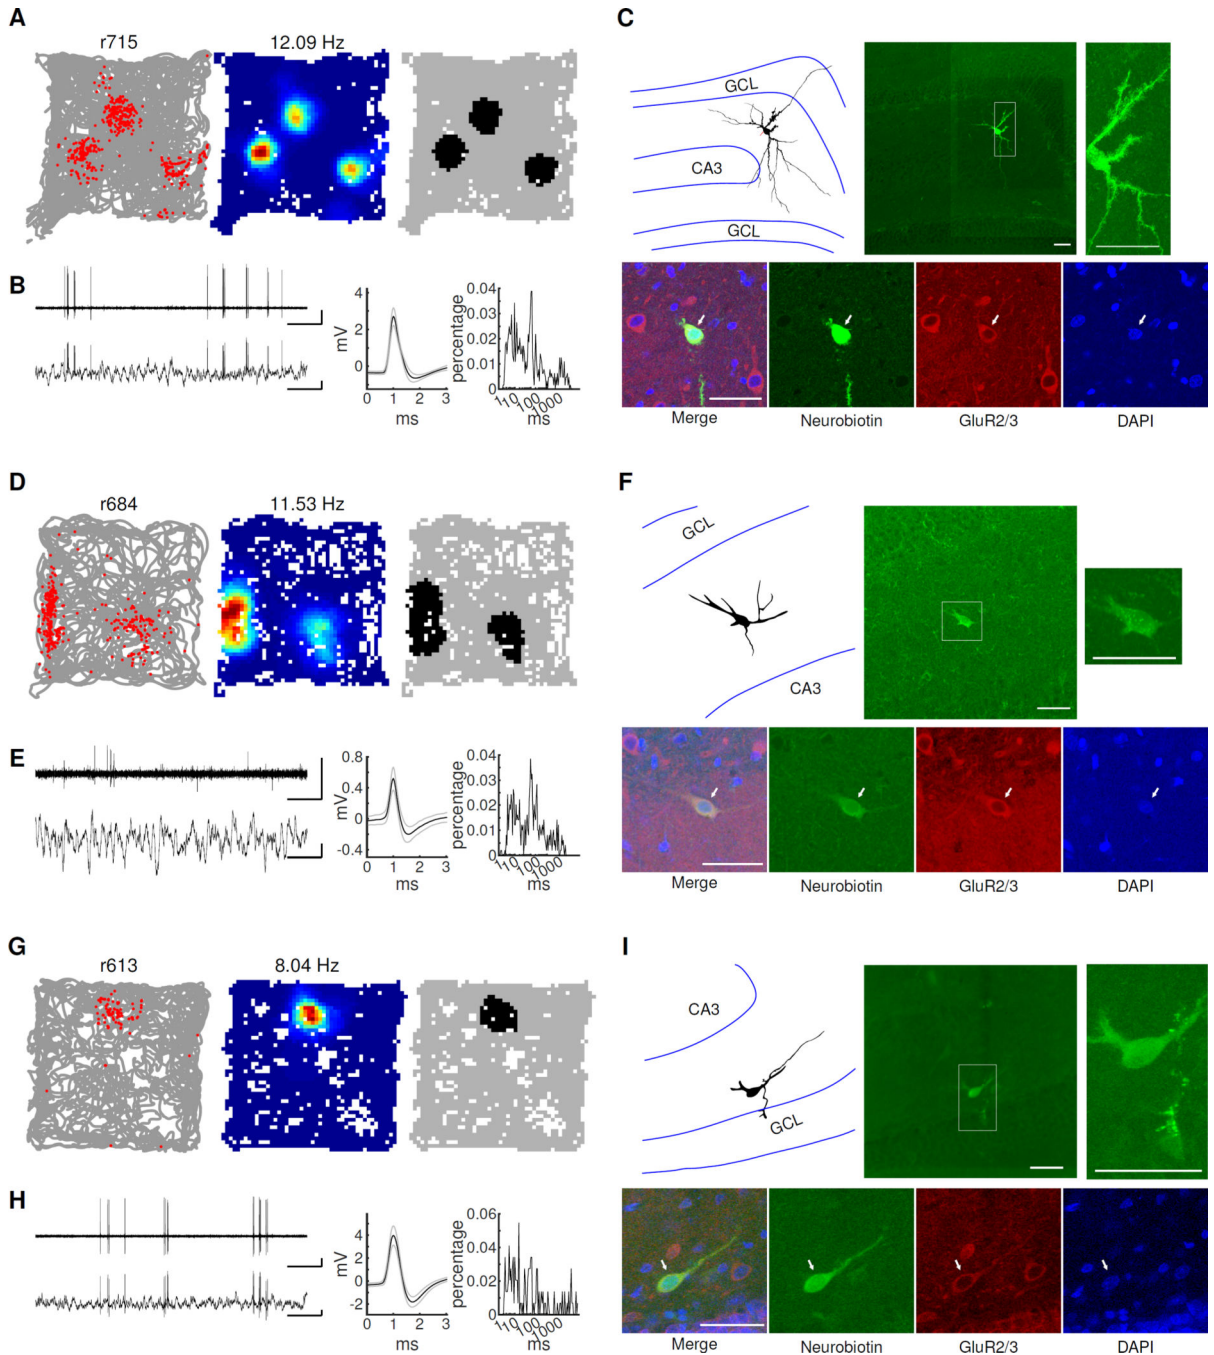 A
r715
12.09 Hz
C
GCL
CA3
GCL
B
mV
4
2
0
0 1 2 3
ms
percentage
0.04
0.03
0.02
0.01
0
1
10
100
1000
ms
Merge
Neurobiotin
GluR2/3
DAPI
D
r684
11.53 Hz
F
GCL
CA3
E
mV
0.8
0.4
0
-0.4
0 1 2 3
ms
percentage
0.04
0.03
0.02
0.01
0
1
10
100
1000
ms
Merge
Neurobiotin
GluR2/3
DAPI
G
r613
8.04 Hz
I
CA3
GCL
H
mV
4
2
0
-2
0 1 2 3
ms
percentage
0.06
0.04
0.02
0
1
10
100
1000
ms
Merge
Neurobiotin
GluR2/3
DAPI